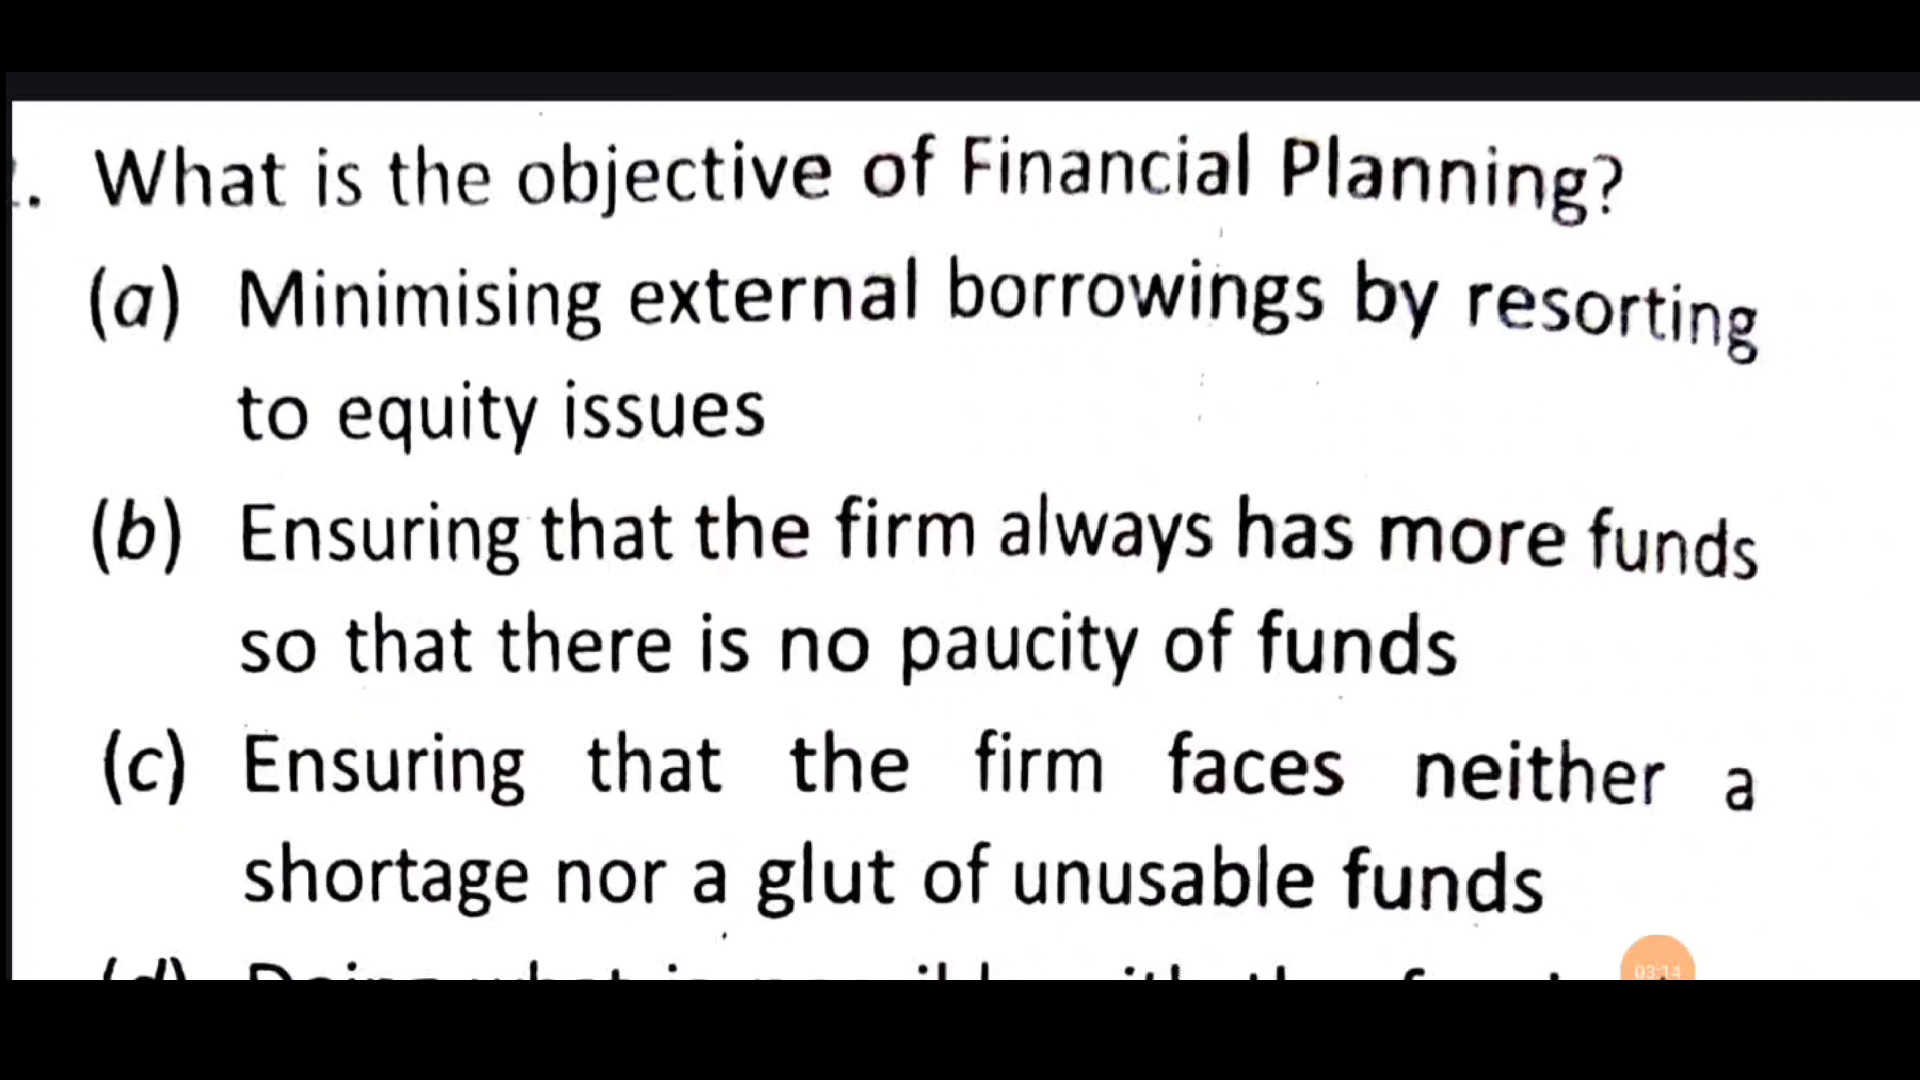 . What is the objective of Financial Planning?
(a) Minimising external borrowings by resorting
to equity issues
(b) Ensuring that the firm always has more funds
so that there is no paucity of funds
(c) Ensuring that the firm faces neither a
shortage nor a glut of unusable funds
03:14